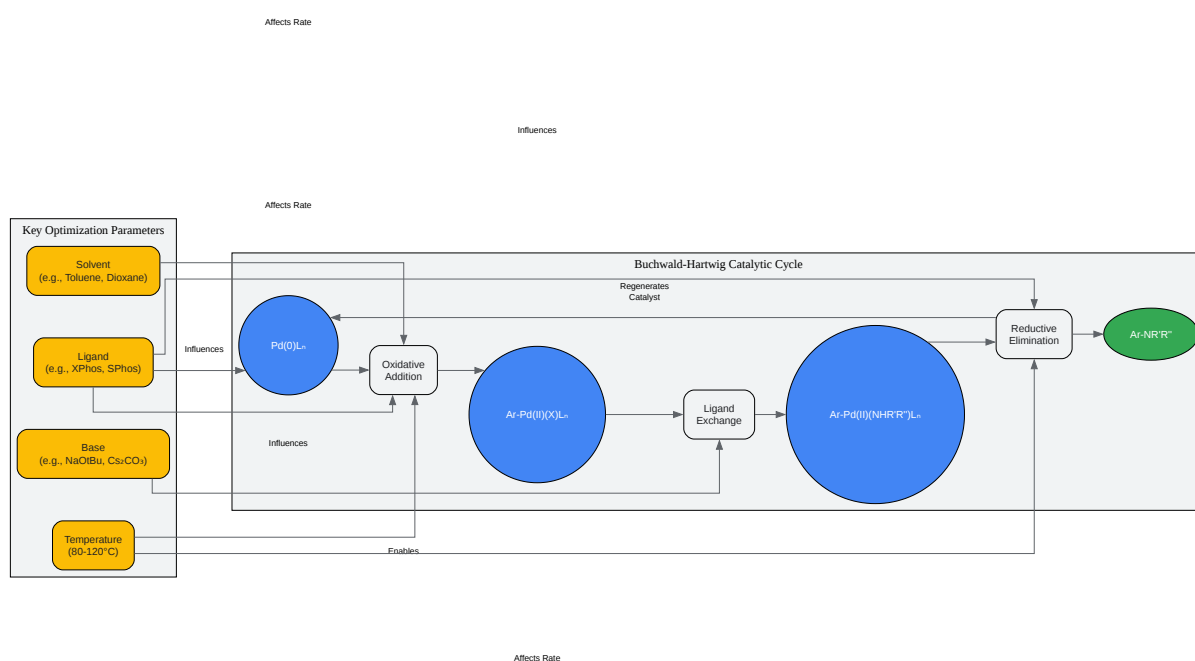 Affects Rate
Influences
Affects Rate
Key Optimization Parameters
Solvent
(e.g., Toluene, Dioxane)
Ligand
(e.g., XPhos, SPhos)
Base
(e.g., NaOtBu, Cs₂CO₃)
Temperature
(80-120°C)
Influences
Influences
Enables
Buchwald-Hartwig Catalytic Cycle
Regenerates
Catalyst
Pd(0)Lₙ
Oxidative
Addition
Ar-Pd(II)(X)Lₙ
Ligand
Exchange
Ar-Pd(II)(NHR'R")Lₙ
Reductive
Elimination
Ar-NR'R"
Affects Rate